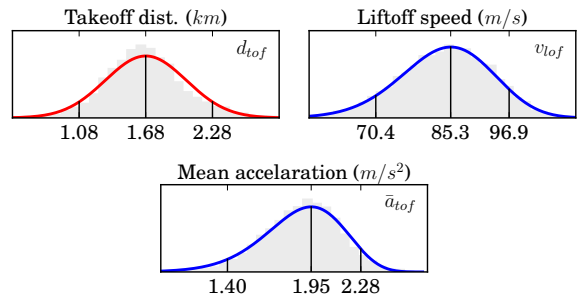 Takeoff dist. (km)
d_tof
1.08 1.68 2.28
Liftoff speed (m/s)
v_lof
70.4 85.3 96.9
Mean accelaration (m/s²)
ā_tof
1.40 1.95 2.28